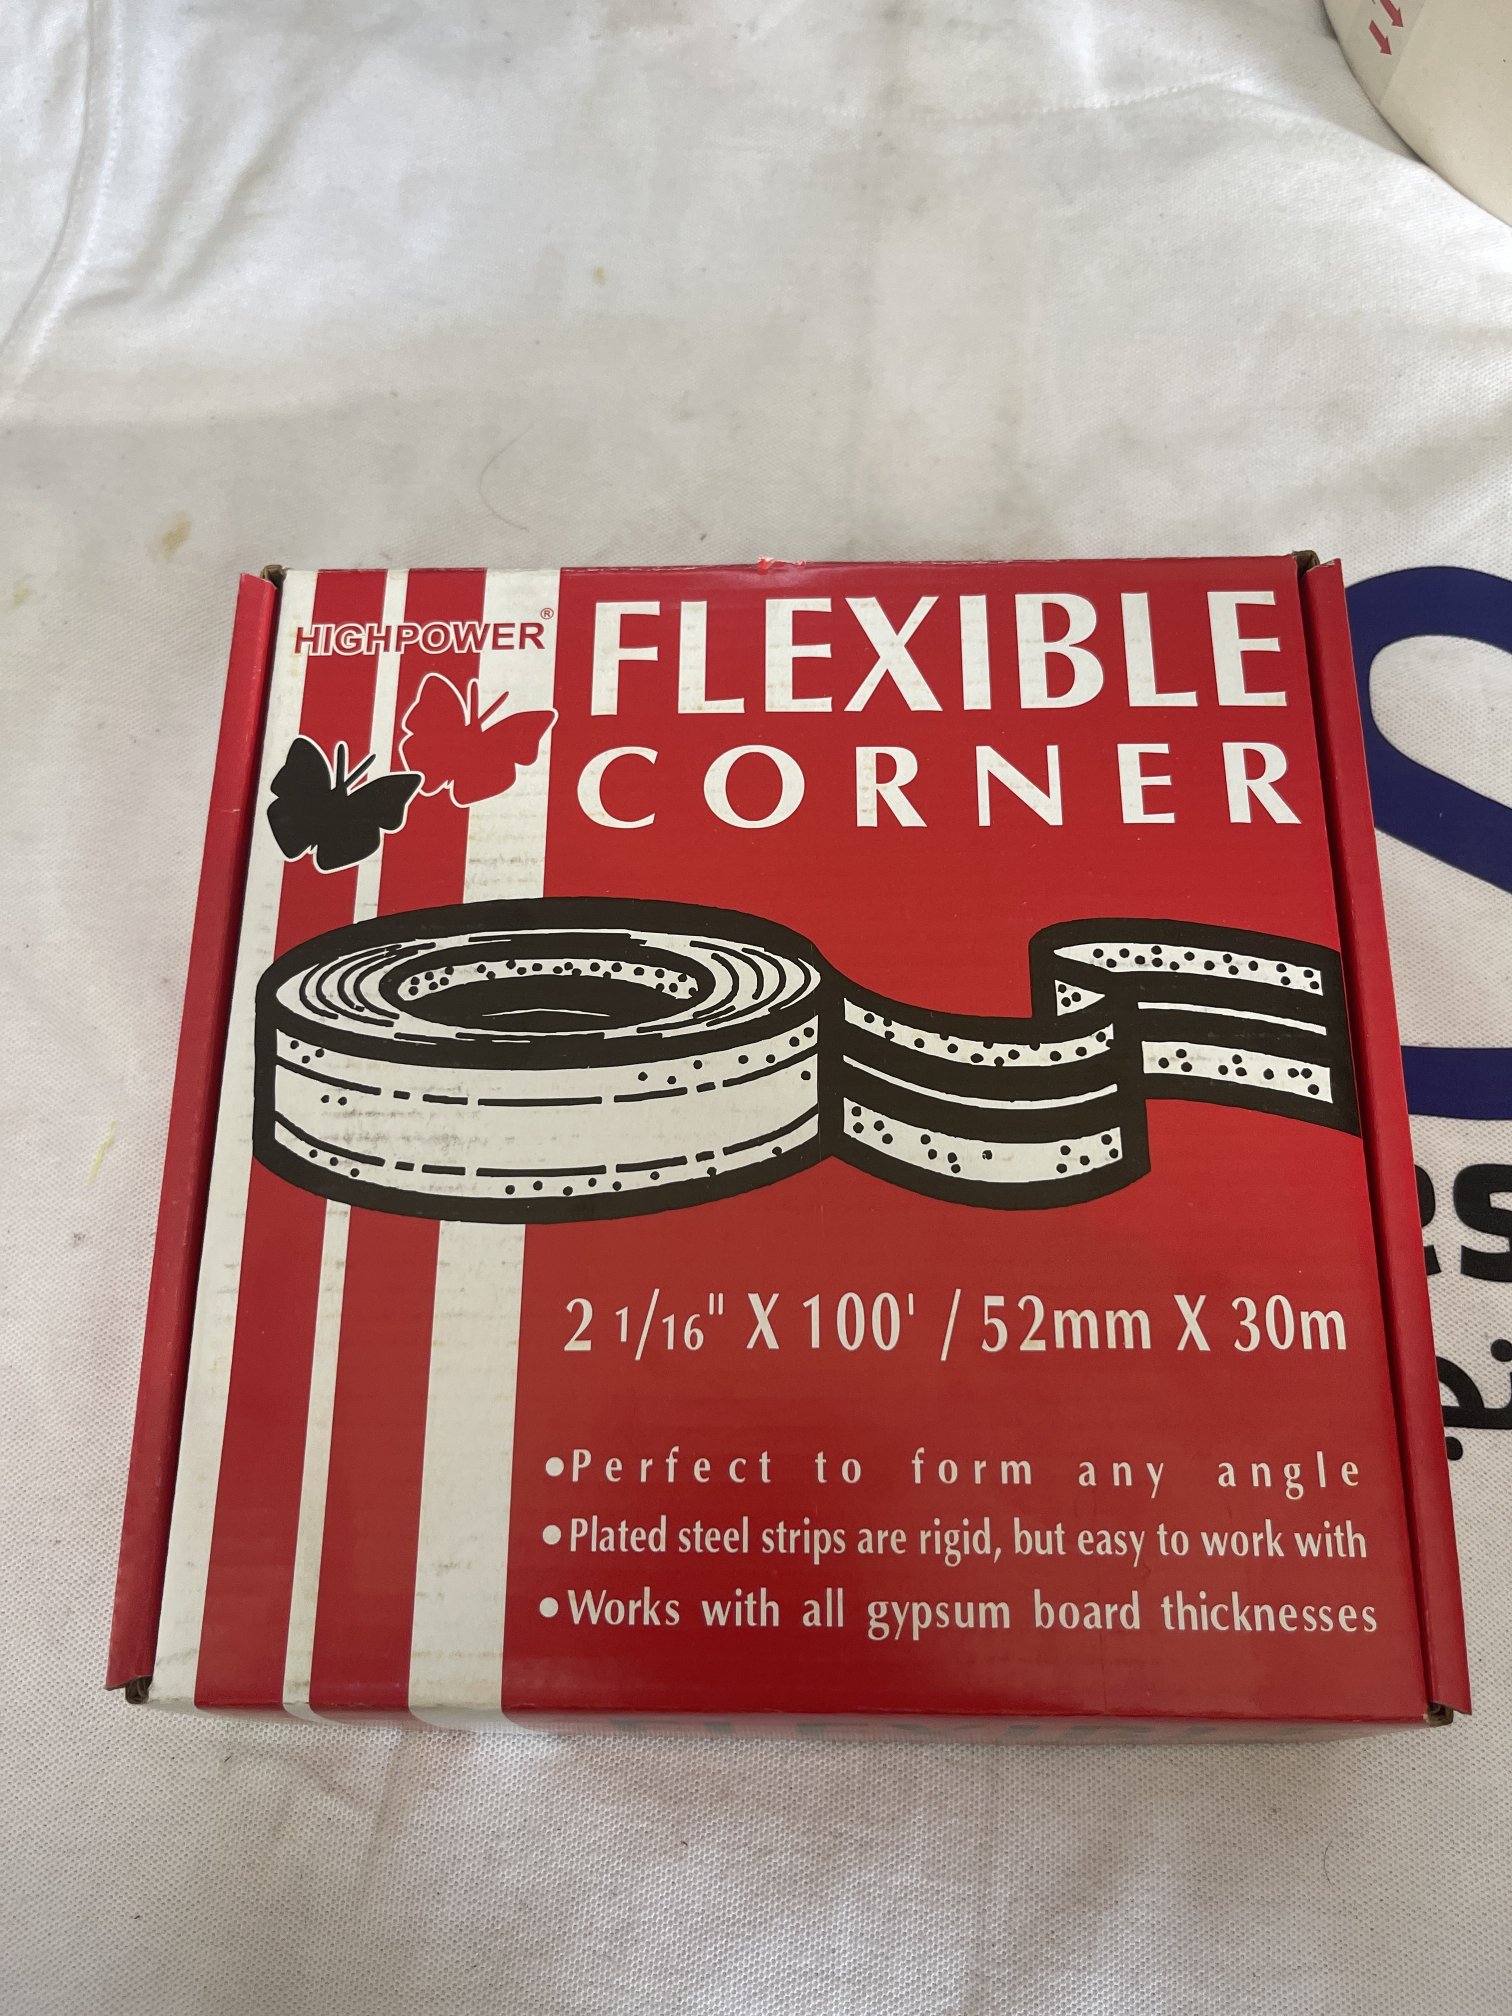 HIGHPOWER®
FLEXIBLE
CORNER
2 1/16" X 100' / 52mm X 30m
•Perfect to form any angle
•Plated steel strips are rigid, but easy to work with
•Works with all gypsum board thicknesses